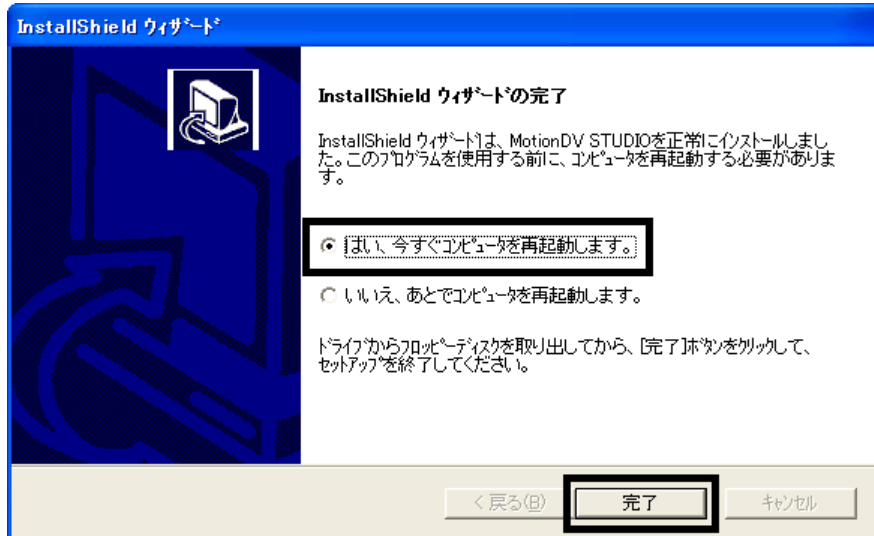 InstallShield ウィザード
InstallShield ウィザードの完了
InstallShield ウィザードは、MotionDV STUDIOを正常にインストールしまし
た。このプログラムを使用する前に、コンピュータを再起動する必要がありま
す。
はい、今すぐコンピュータを再起動します。
いいえ、あとでコンピュータを再起動します。
ドライブからフロッピーディスクを取り出してから、[完了]ボタンをクリックして、
セットアップを終了してください。
< 戻る(B)
完了
キャンセル